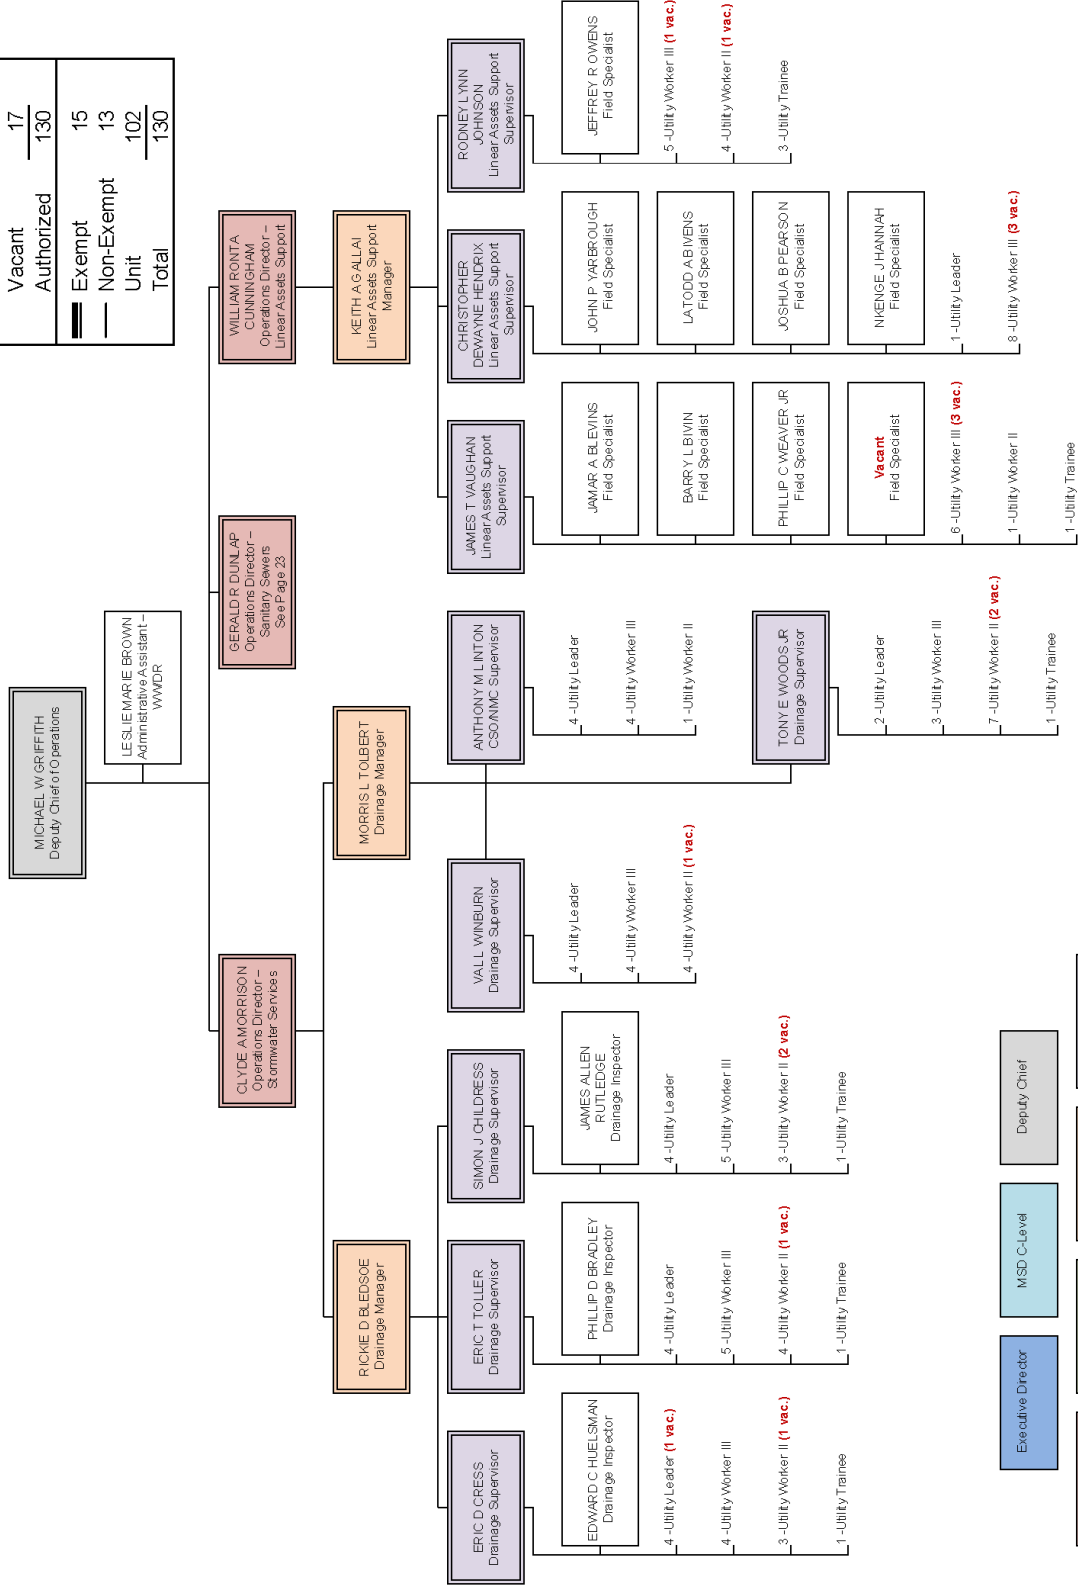 Vacant 17
Authorized 130
Exempt 15
Non-Exempt 13
Unit 102
Total 130
MICHAEL W GRIFFITH
Deputy Chief of Operations
LESLIE MARIE BROWN
Administrative Assistant –
WWDR
CLYDE A MORRISON
Operations Director –
Stormwater Services
GERALD R DUNLAP
Operations Director –
Sanitary Sewers
See Page 23
WILLIAM RONTA
CUNNINGHAM
Operations Director –
Linear Assets Support
RICKIE D BLEDSOE
Drainage Manager
MORRIS L TOLBERT
Drainage Manager
KEITH A GALLAI
Linear Assets Support
Manager
ERIC D CRESS
Drainage Supervisor
EDWARD C HUELSMAN
Drainage Inspector
4 -Utility Leader (1 vac.)
4 -Utility Worker III
3 -Utility Worker II (1 vac.)
1 -Utility Trainee
ERIC T TOLLER
Drainage Supervisor
PHILLIP D BRADLEY
Drainage Inspector
4 -Utility Leader
5 -Utility Worker III
4 -Utility Worker II (1 vac.)
1 -Utility Trainee
SIMON J CHILDRESS
Drainage Supervisor
JAMES ALLEN
RUTLEDGE
Drainage Inspector
4 -Utility Leader
5 -Utility Worker III
3 -Utility Worker II (2 vac.)
1 -Utility Trainee
VAL L WINBURN
Drainage Supervisor
4 -Utility Leader
4 -Utility Worker III
4 -Utility Worker II (1 vac.)
ANTHONY M LINTON
CSO/NMC Supervisor
4 -Utility Leader
4 -Utility Worker III
1 -Utility Worker II
TONY E WOODS JR
Drainage Supervisor
2 -Utility Leader
3 -Utility Worker III
7 -Utility Worker II (2 vac.)
1 -Utility Trainee
JAMES T VAUGHAN
Linear Assets Support
Supervisor
JAMAR A BLEVINS
Field Specialist
BARRY L BIVIN
Field Specialist
PHILLIP C WEAVER JR
Field Specialist
Vacant
Field Specialist
6 -Utility Worker III (3 vac.)
1 -Utility Worker II
1 -Utility Trainee
CHRISTOPHER
DEWAYNE HENDRIX
Linear Assets Support
Supervisor
JOHN P YARBROUGH
Field Specialist
LATODD A BIVENS
Field Specialist
JOSHUA B PEARSON
Field Specialist
NKENGE J HANNAH
Field Specialist
1 -Utility Leader
8 -Utility Worker III (3 vac.)
RODNEY LYNN
JOHNSON
Linear Assets Support
Supervisor
JEFFREY R OWENS
Field Specialist
5 -Utility Worker III (1 vac.)
4 -Utility Worker II (1 vac.)
3 -Utility Trainee
Executive Director
MSD C-Level
Deputy Chief